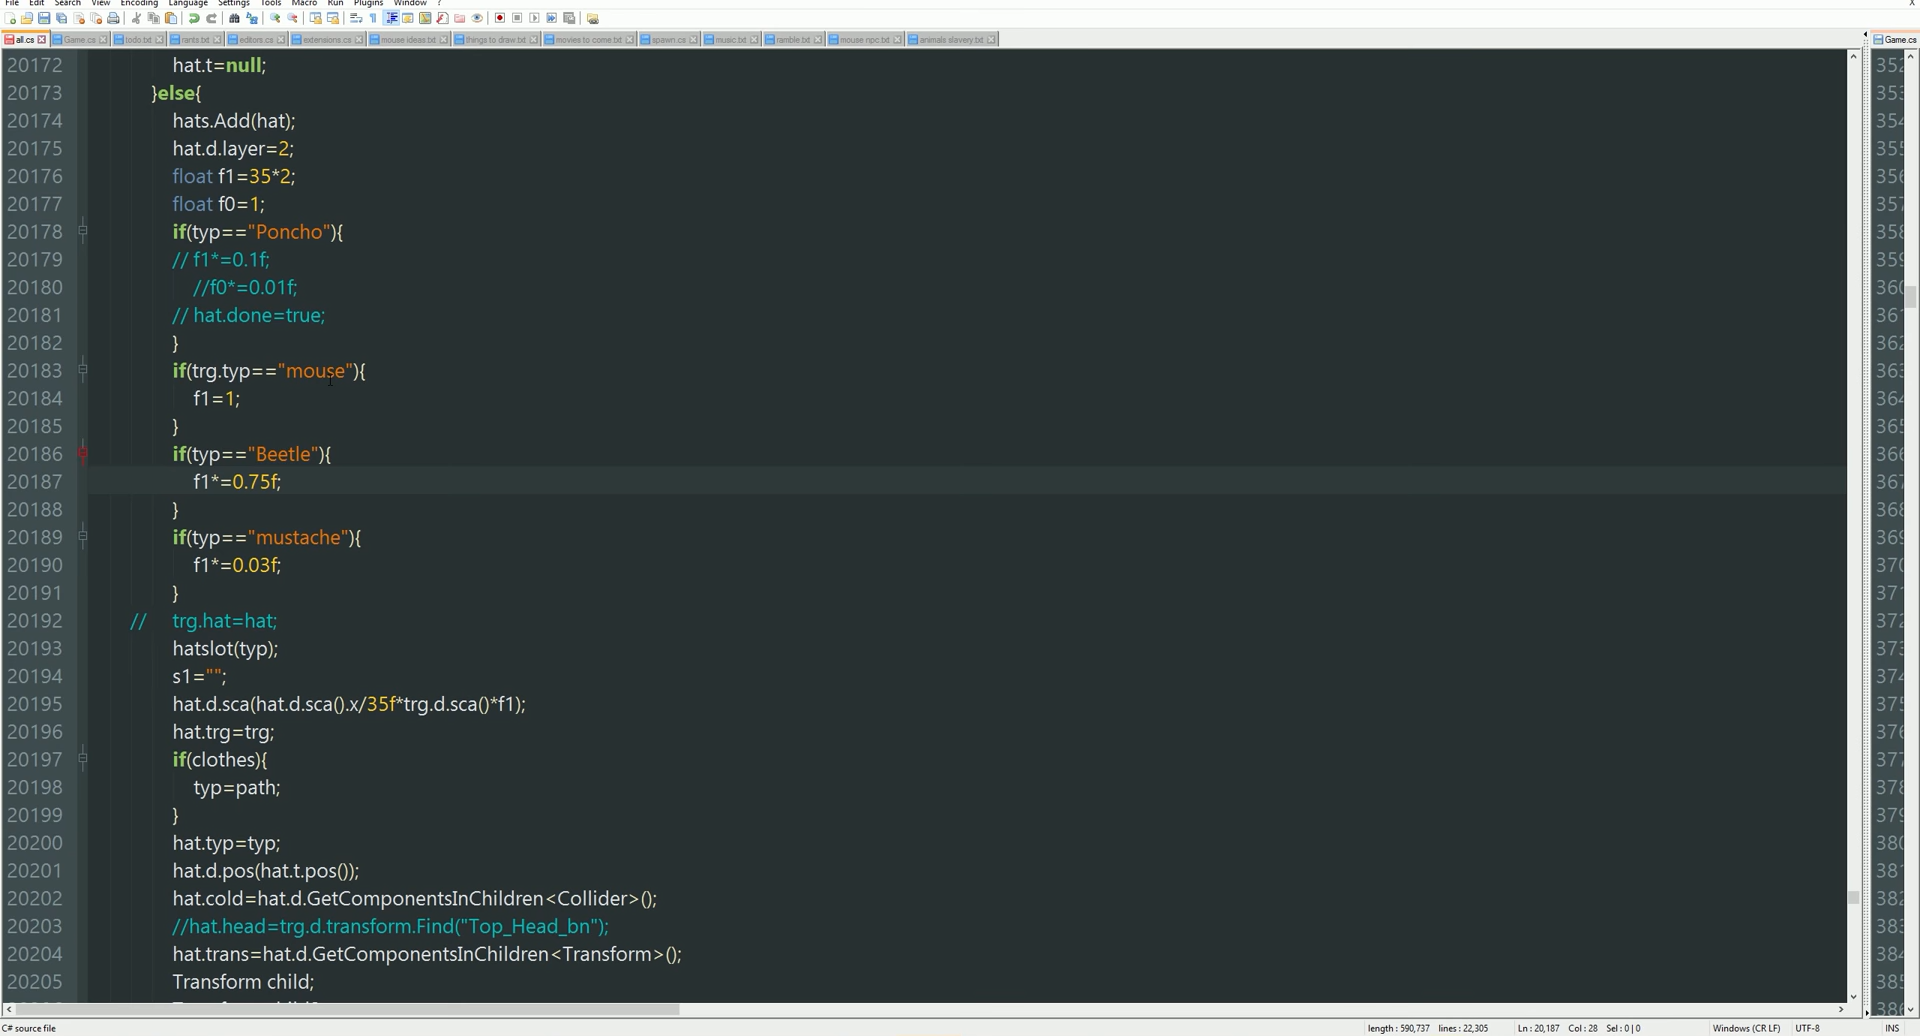 File Edit Search View Encoding Language Settings Tools Macro Run Plugins Window ? X
all.cs Game.cs todo.txt rants.txt editors.cs extensions.cs mouse ideas.txt things to draw.txt movies to come.txt spawn.cs music.txt ramble.txt mouse npc.txt animals slavery.txt Game.cs
20172 hat.t=null;
20173 }else{
20174 hats.Add(hat);
20175 hat.d.layer=2;
20176 float f1=35*2;
20177 float f0=1;
20178 if(typ=="Poncho"){
20179 // f1*=0.1f;
20180 //f0*=0.01f;
20181 // hat.done=true;
20182 }
20183 if(trg.typ=="mouse"){
20184 f1=1;
20185 }
20186 if(typ=="Beetle"){
20187 f1*=0.75f;
20188 }
20189 if(typ=="mustache"){
20190 f1*=0.03f;
20191 }
20192 // trg.hat=hat;
20193 hatslot(typ);
20194 s1="";
20195 hat.d.sca(hat.d.sca().x/35f*trg.d.sca()*f1);
20196 hat.trg=trg;
20197 if(clothes){
20198 typ=path;
20199 }
20200 hat.typ=typ;
20201 hat.d.pos(hat.t.pos());
20202 hat.cold=hat.d.GetComponentsInChildren<Collider>();
20203 //hat.head=trg.d.transform.Find("Top_Head_bn");
20204 hat.trans=hat.d.GetComponentsInChildren<Transform>();
20205 Transform child;
C# source file length : 590,737 lines : 22,305 Ln : 20,187 Col : 28 Sel : 0 | 0 Windows (CR LF) UTF-8 INS